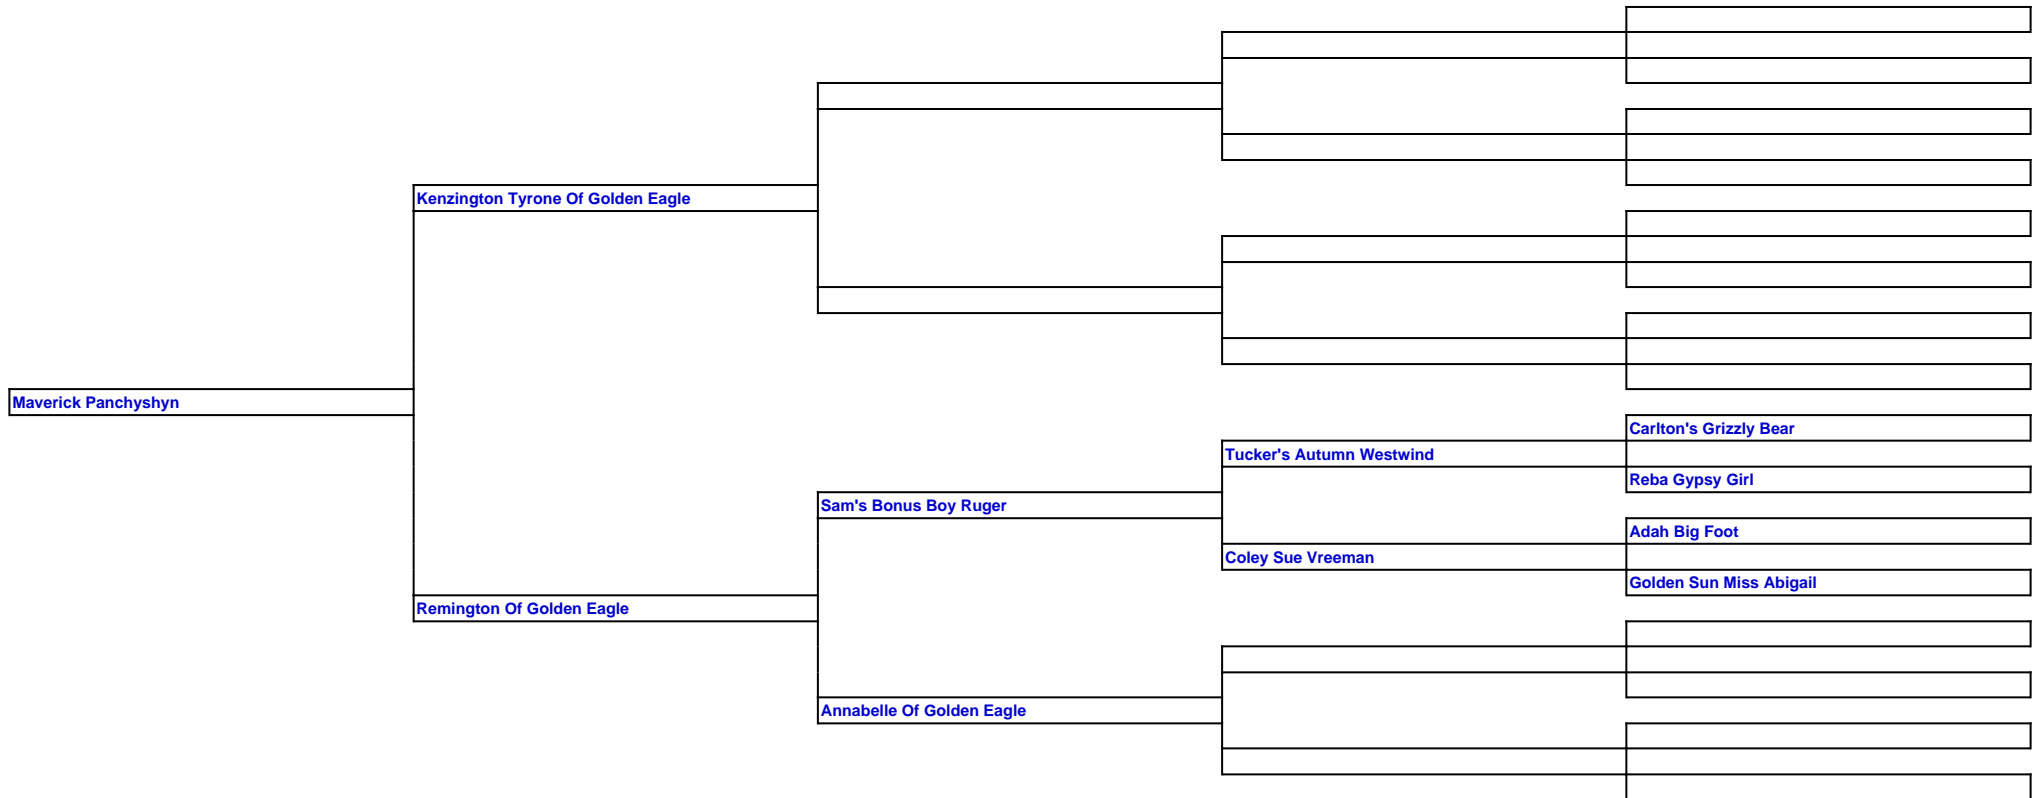 Kenzington Tyrone Of Golden Eagle
Maverick Panchyshyn
Carlton's Grizzly Bear
Tucker's Autumn Westwind
Reba Gypsy Girl
Sam's Bonus Boy Ruger
Adah Big Foot
Coley Sue Vreeman
Golden Sun Miss Abigail
Remington Of Golden Eagle
Annabelle Of Golden Eagle